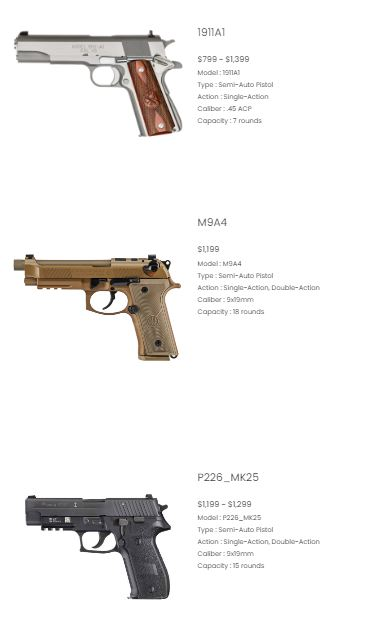 1911A1
$799 - $1,399
Model : 1911A1
Type : Semi-Auto Pistol
Action : Single-Action
Caliber : .45 ACP
Capacity : 7 rounds
M9A4
$1,199
Model : M9A4
Type : Semi-Auto Pistol
Action : Single-Action, Double-Action
Caliber : 9x19mm
Capacity : 18 rounds
P226_MK25
$1,199 - $1,299
Model : P226_MK25
Type : Semi-Auto Pistol
Action : Single-Action, Double-Action
Caliber : 9x19mm
Capacity : 15 rounds